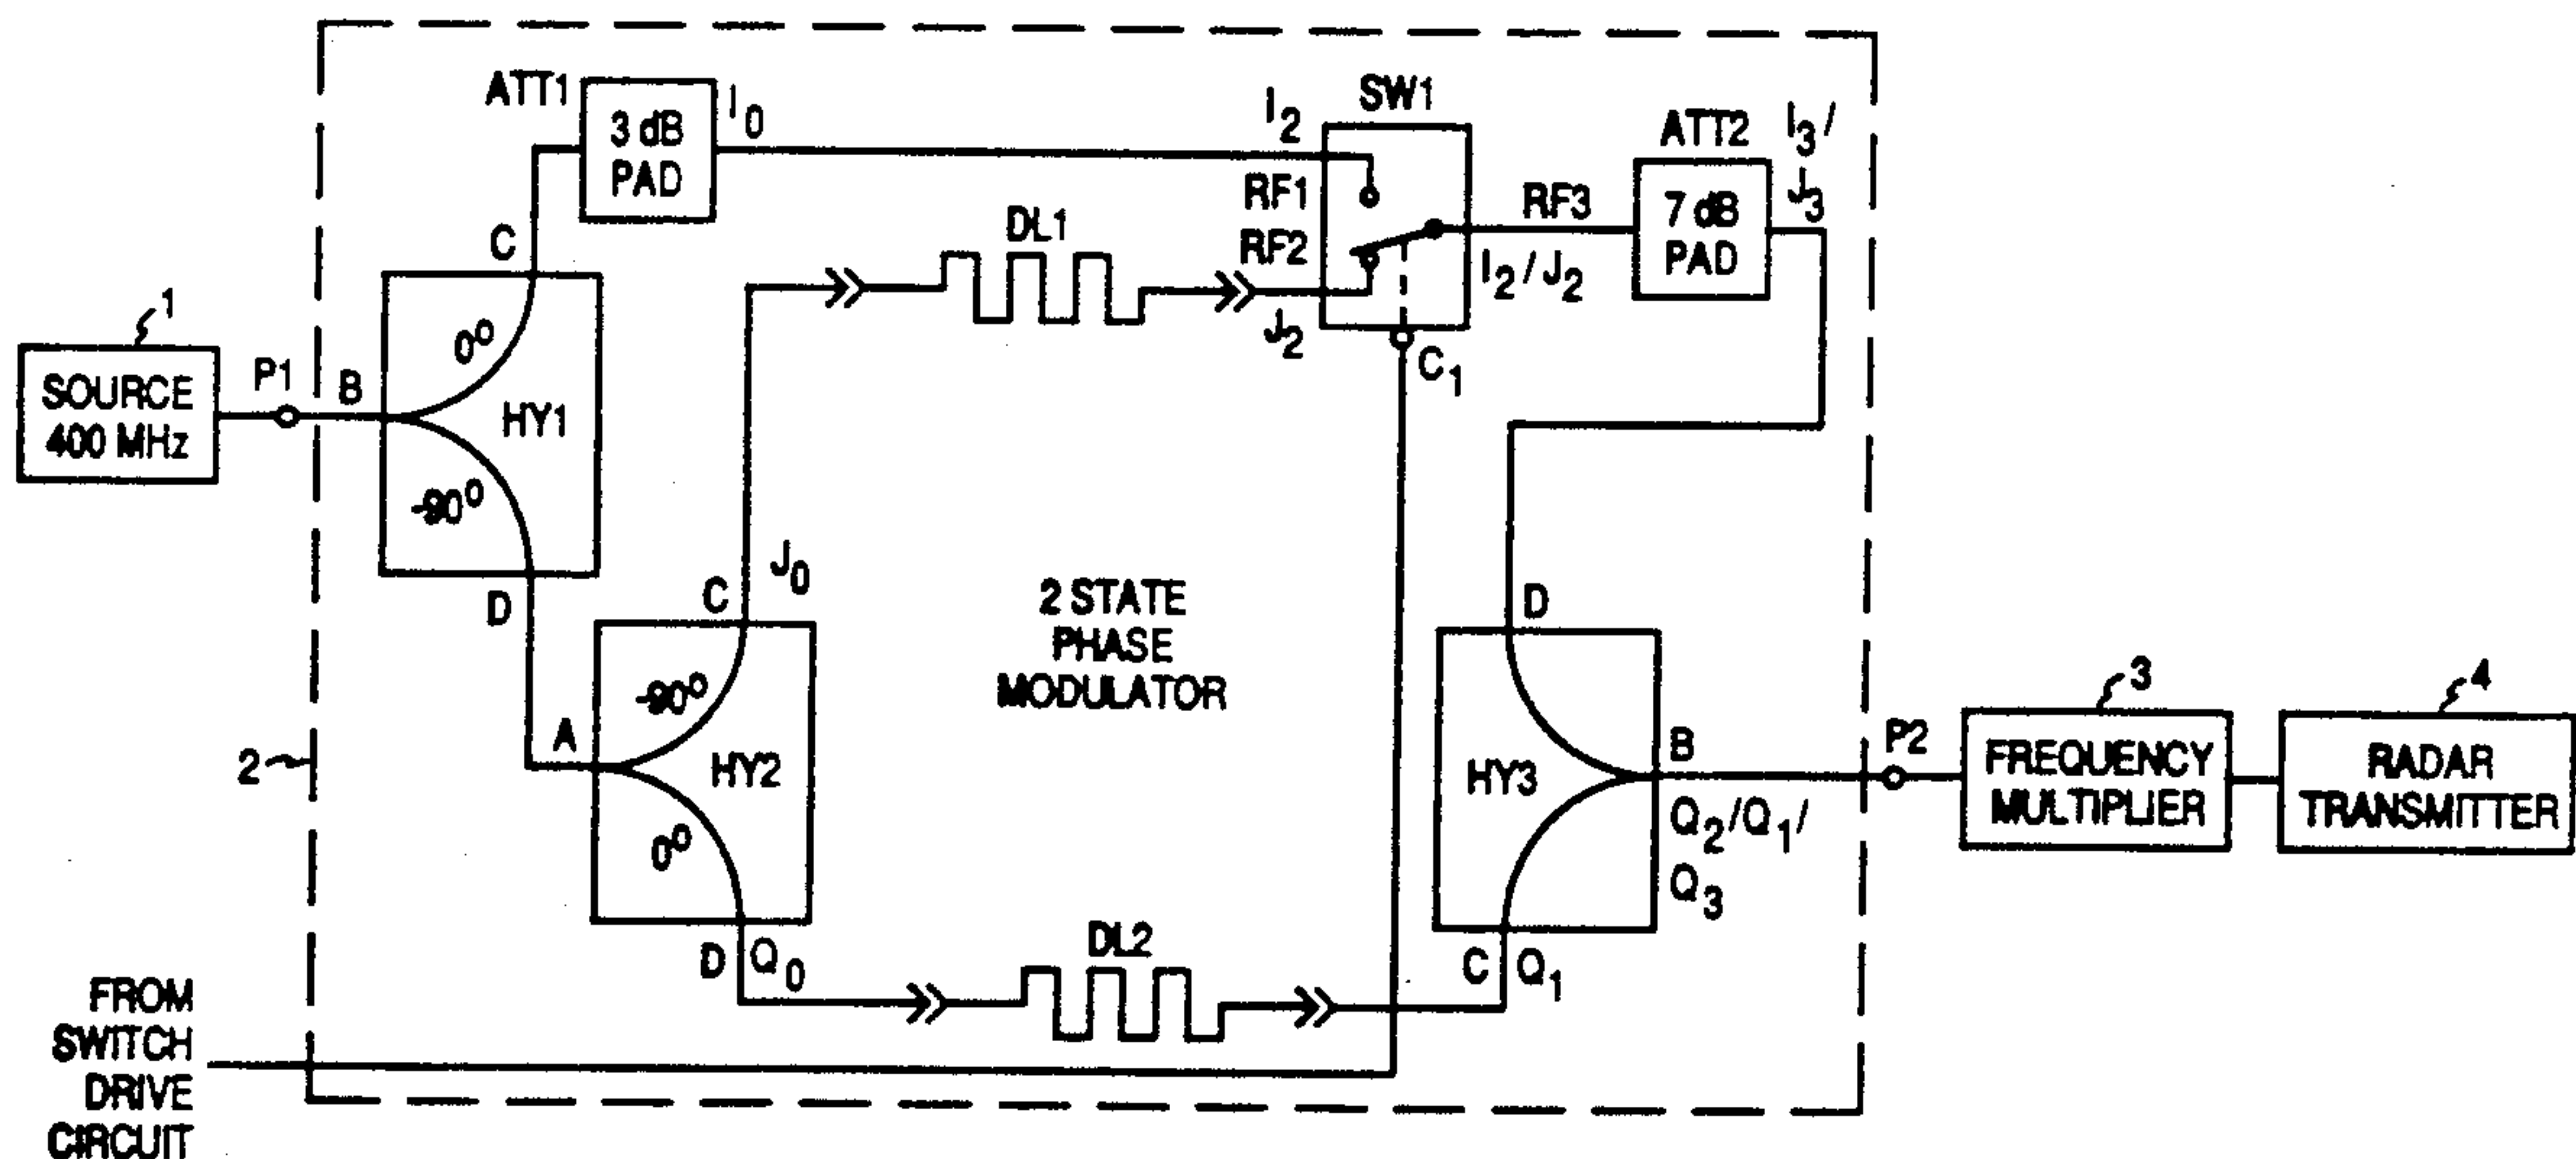 ATT1
3 dB
PAD
I0
I2
SW1
ATT2
I3/
J3
7 dB
PAD
RF1
RF2
RF3
I2/J2
DL1
J2
C1
C
1
SOURCE
400 MHz
P1
B
0°
HY1
-90°
D
J0
C
A
-90°
HY2
0°
D
Q0
2 STATE
PHASE
MODULATOR
2
DL2
D
HY3
B
Q2/Q1/
Q3
C
Q1
P2
3
FREQUENCY
MULTIPLIER
4
RADAR
TRANSMITTER
FROM
SWITCH
DRIVE
CIRCUIT